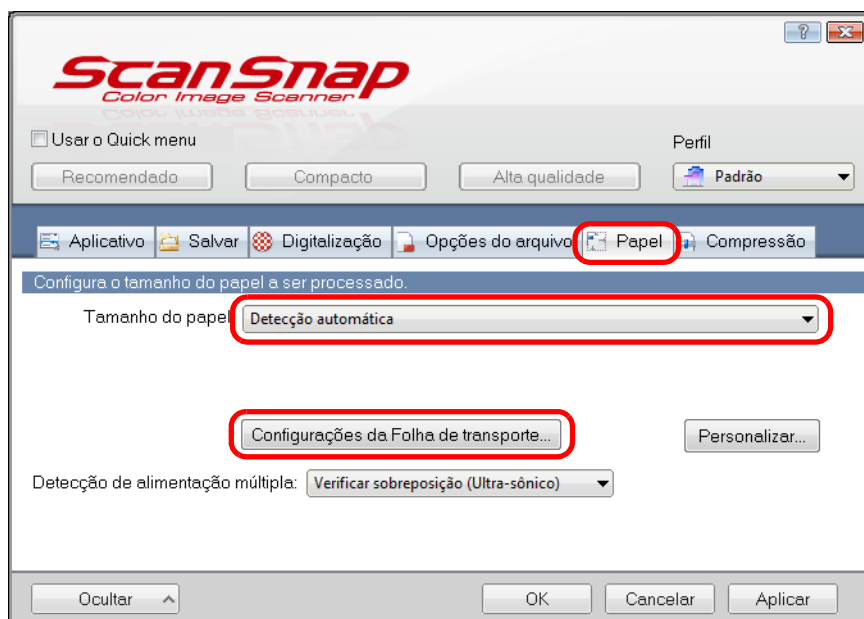 ScanSnap
Color Image Scanner
Usar o Quick menu
Perfil
Recomendado Compacto Alta qualidade Padrão
Aplicativo Salvar Digitalização Opções do arquivo Papel Compressão
Configura o tamanho do papel a ser processado.
Tamanho do papel Detecção automática
Configurações da Folha de transporte... Personalizar...
Detecção de alimentação múltipla: Verificar sobreposição (Ultra-sônico)
Ocultar OK Cancelar Aplicar